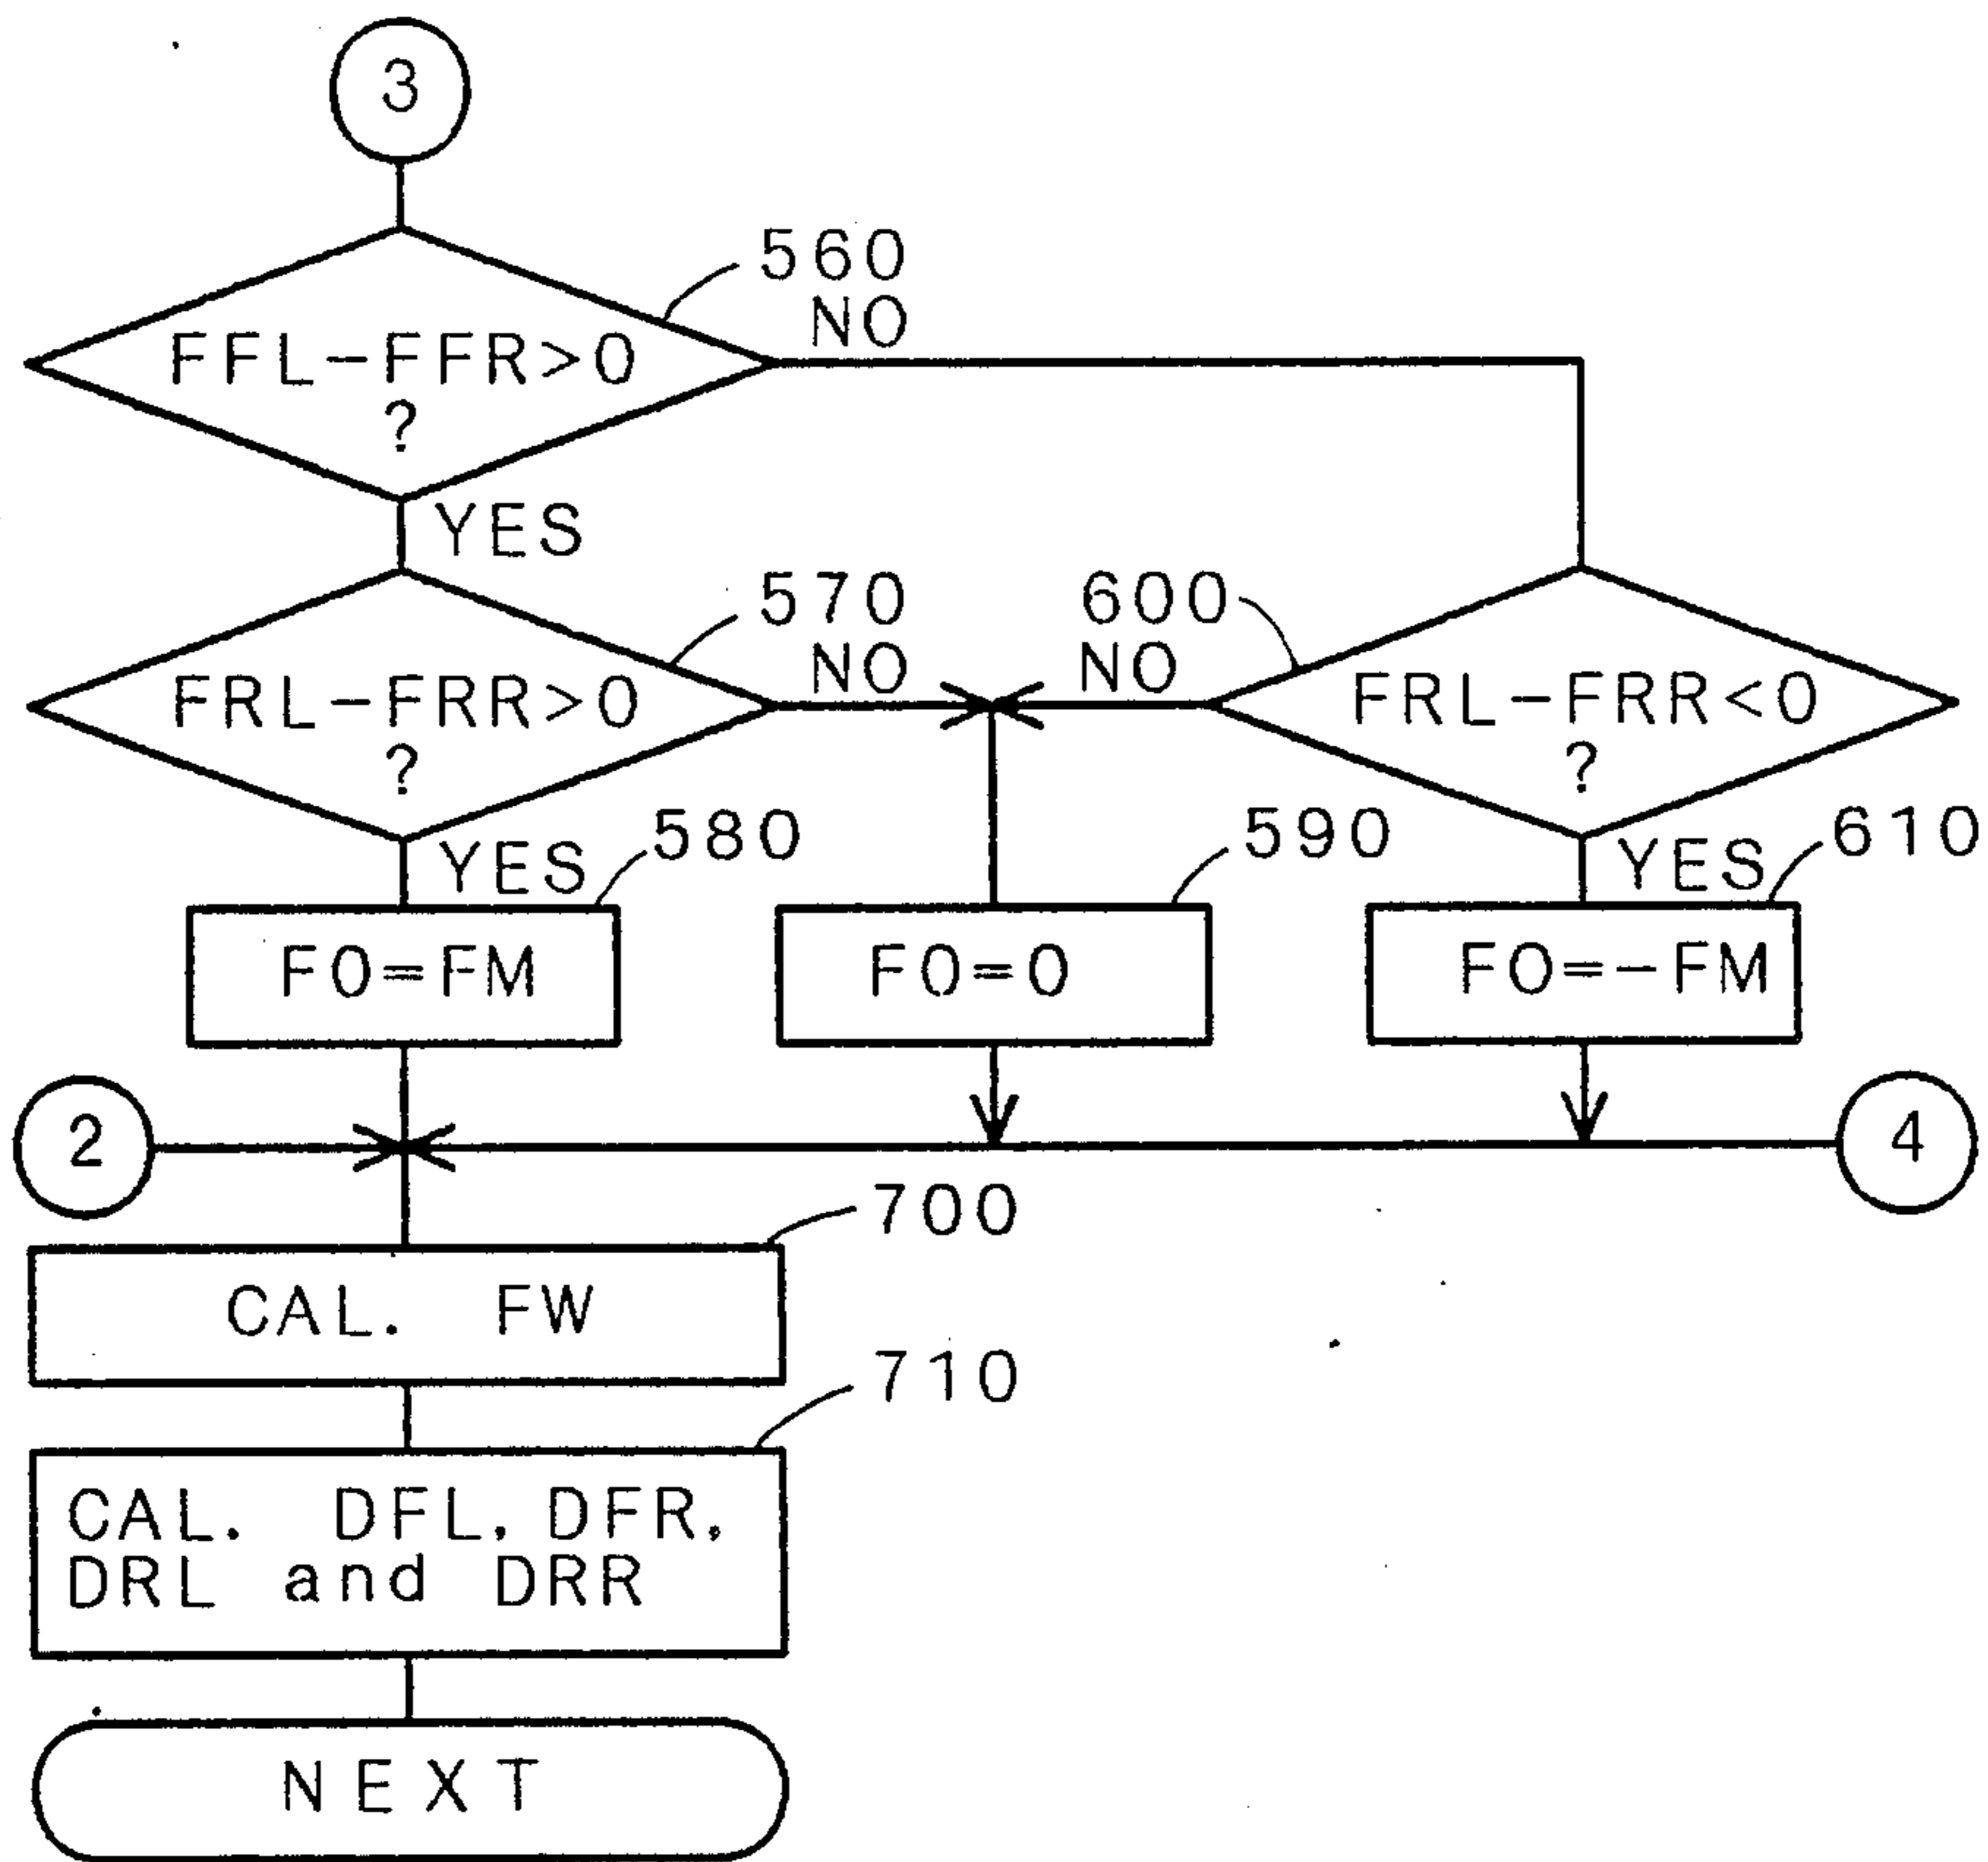 3
560
NO
FFL-FFR>0
?
YES
570
NO
600
NO
FRL-FRR>0
?
FRL-FRR<0
?
YES
580
590
YES
610
FO=FM
FO=0
FO=-FM
2
4
700
CAL. FW
710
CAL. DFL, DFR,
DRL and DRR
NEXT